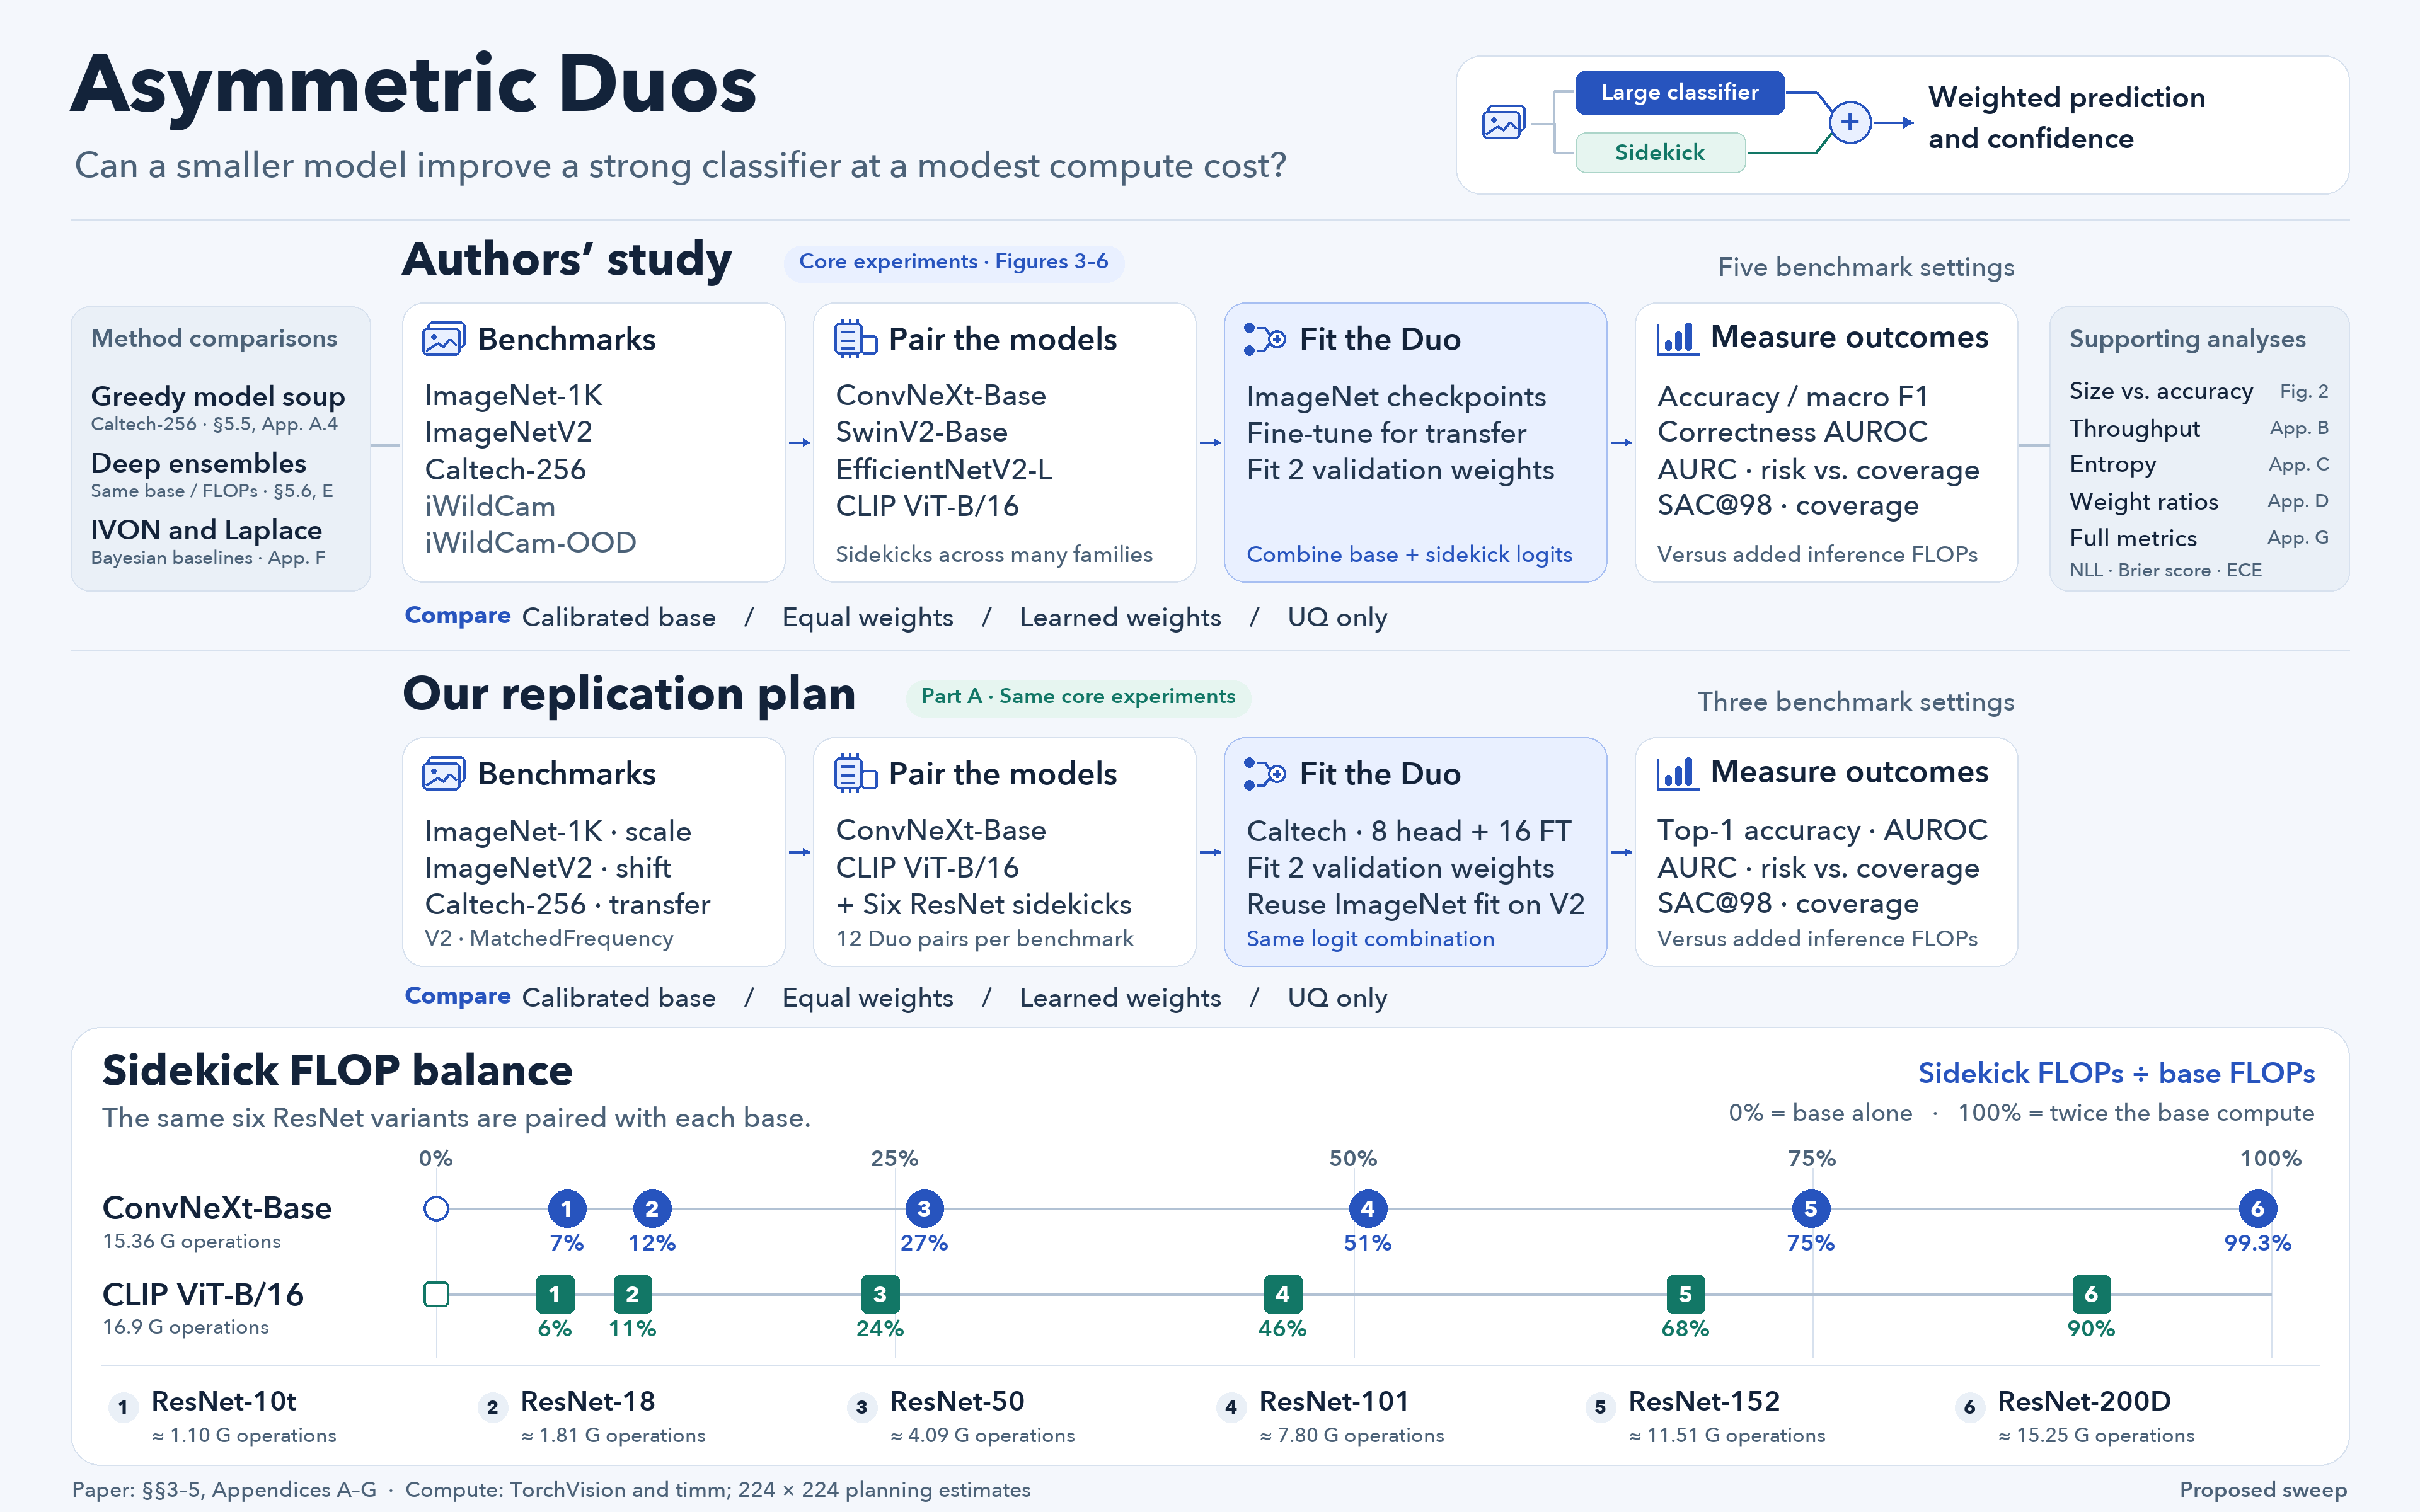 Asymmetric Duos
Can a smaller model improve a strong classifier at a modest compute cost?
Large classifier
Sidekick
+
Weighted prediction
and confidence
Authors’ study
Core experiments · Figures 3–6
Five benchmark settings
Method comparisons
Greedy model soup
Caltech-256 · §5.5, App. A.4
Deep ensembles
Same base / FLOPs · §5.6, E
IVON and Laplace
Bayesian baselines · App. F
Benchmarks
ImageNet-1K
ImageNetV2
Caltech-256
iWildCam
iWildCam-OOD
Pair the models
ConvNeXt-Base
SwinV2-Base
EfficientNetV2-L
CLIP ViT-B/16
Sidekicks across many families
Fit the Duo
ImageNet checkpoints
Fine-tune for transfer
Fit 2 validation weights
Combine base + sidekick logits
Measure outcomes
Accuracy / macro F1
Correctness AUROC
AURC · risk vs. coverage
SAC@98 · coverage
Versus added inference FLOPs
Supporting analyses
Size vs. accuracy Fig. 2
Throughput App. B
Entropy App. C
Weight ratios App. D
Full metrics App. G
NLL · Brier score · ECE
Compare Calibrated base / Equal weights / Learned weights / UQ only
Our replication plan
Part A · Same core experiments
Three benchmark settings
Benchmarks
ImageNet-1K · scale
ImageNetV2 · shift
Caltech-256 · transfer
V2 · MatchedFrequency
Pair the models
ConvNeXt-Base
CLIP ViT-B/16
+ Six ResNet sidekicks
12 Duo pairs per benchmark
Fit the Duo
Caltech · 8 head + 16 FT
Fit 2 validation weights
Reuse ImageNet fit on V2
Same logit combination
Measure outcomes
Top-1 accuracy · AUROC
AURC · risk vs. coverage
SAC@98 · coverage
Versus added inference FLOPs
Compare Calibrated base / Equal weights / Learned weights / UQ only
Sidekick FLOP balance
The same six ResNet variants are paired with each base.
Sidekick FLOPs ÷ base FLOPs
0% = base alone · 100% = twice the base compute
0% 25% 50% 75% 100%
ConvNeXt-Base
15.36 G operations
1 2 3 4 5 6
7% 12% 27% 51% 75% 99.3%
CLIP ViT-B/16
16.9 G operations
1 2 3 4 5 6
6% 11% 24% 46% 68% 90%
1 ResNet-10t
≈ 1.10 G operations
2 ResNet-18
≈ 1.81 G operations
3 ResNet-50
≈ 4.09 G operations
4 ResNet-101
≈ 7.80 G operations
5 ResNet-152
≈ 11.51 G operations
6 ResNet-200D
≈ 15.25 G operations
Paper: §§3–5, Appendices A–G · Compute: TorchVision and timm; 224 × 224 planning estimates
Proposed sweep